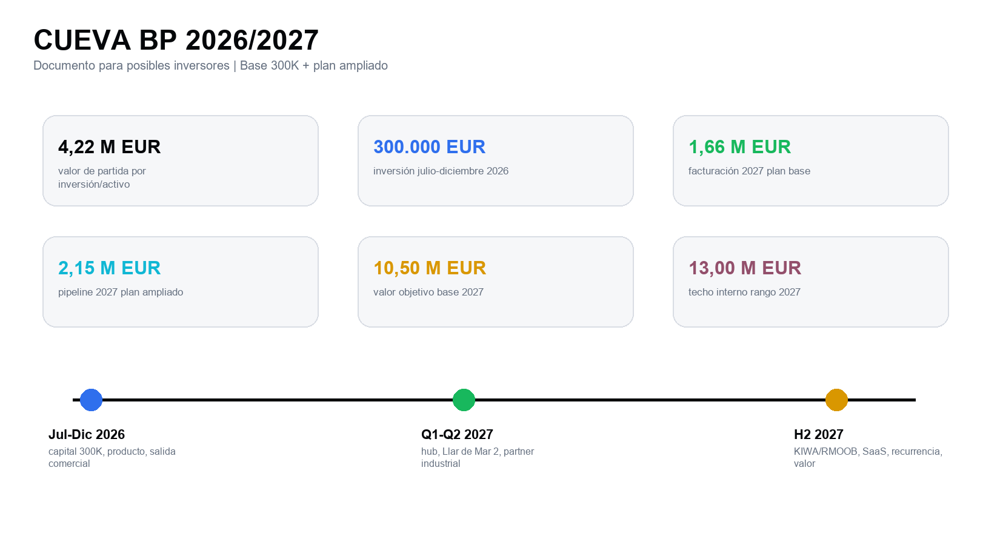 CUEVA BP 2026/2027
Documento para posibles inversores | Base 300K + plan ampliado
4,22 M EUR
valor de partida por
inversión/activo
300.000 EUR
inversión julio-diciembre 2026
1,66 M EUR
facturación 2027 plan base
2,15 M EUR
pipeline 2027 plan ampliado
10,50 M EUR
valor objetivo base 2027
13,00 M EUR
techo interno rango 2027
Jul-Dic 2026
capital 300K, producto, salida
comercial
Q1-Q2 2027
hub, Llar de Mar 2, partner
industrial
H2 2027
KIWA/RMOOB, SaaS, recurrencia,
valor